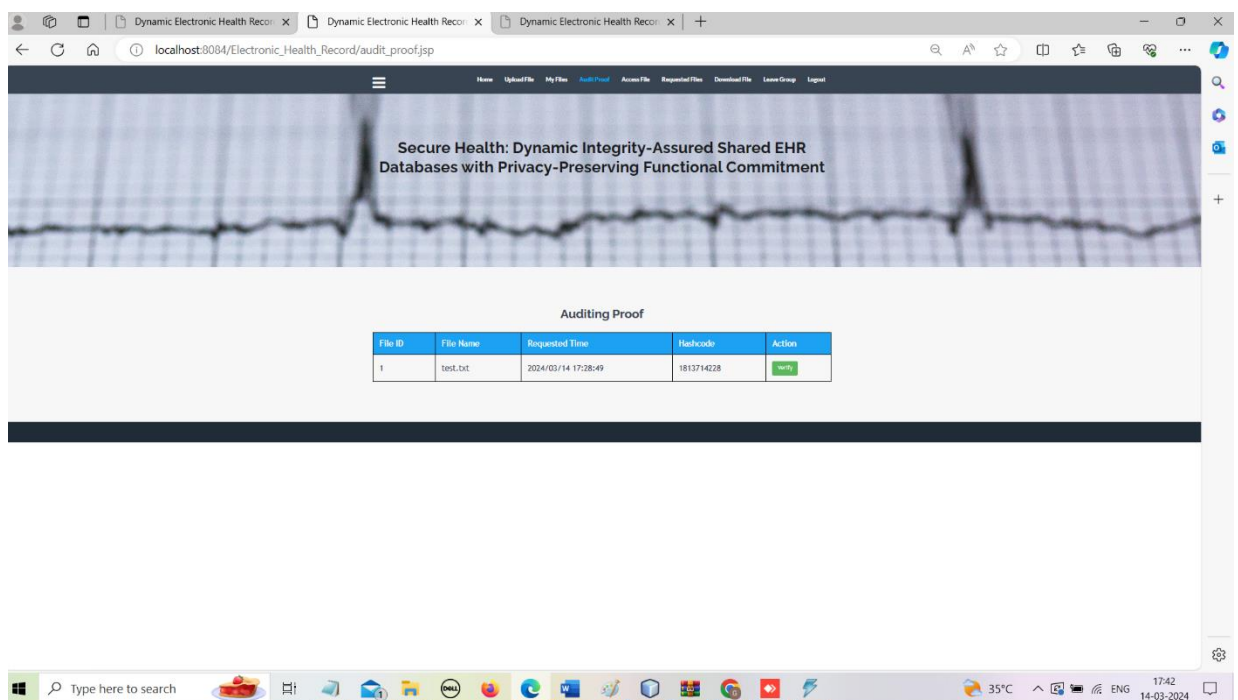 Dynamic Electronic Health Recor
Dynamic Electronic Health Recor
Dynamic Electronic Health Recor
localhost:8084/Electronic_Health_Record/audit_proof.jsp
Home Upload File My Files Audit Proof Access File Requested Files Download File Leave Group Logout
Secure Health: Dynamic Integrity-Assured Shared EHR
Databases with Privacy-Preserving Functional Commitment
Auditing Proof
File ID File Name Requested Time Hashcode Action
1 test.txt 2024/03/14 17:28:49 1813714228 Verify
Type here to search
DELL
W
35°C
ENG
17:42
14-03-2024